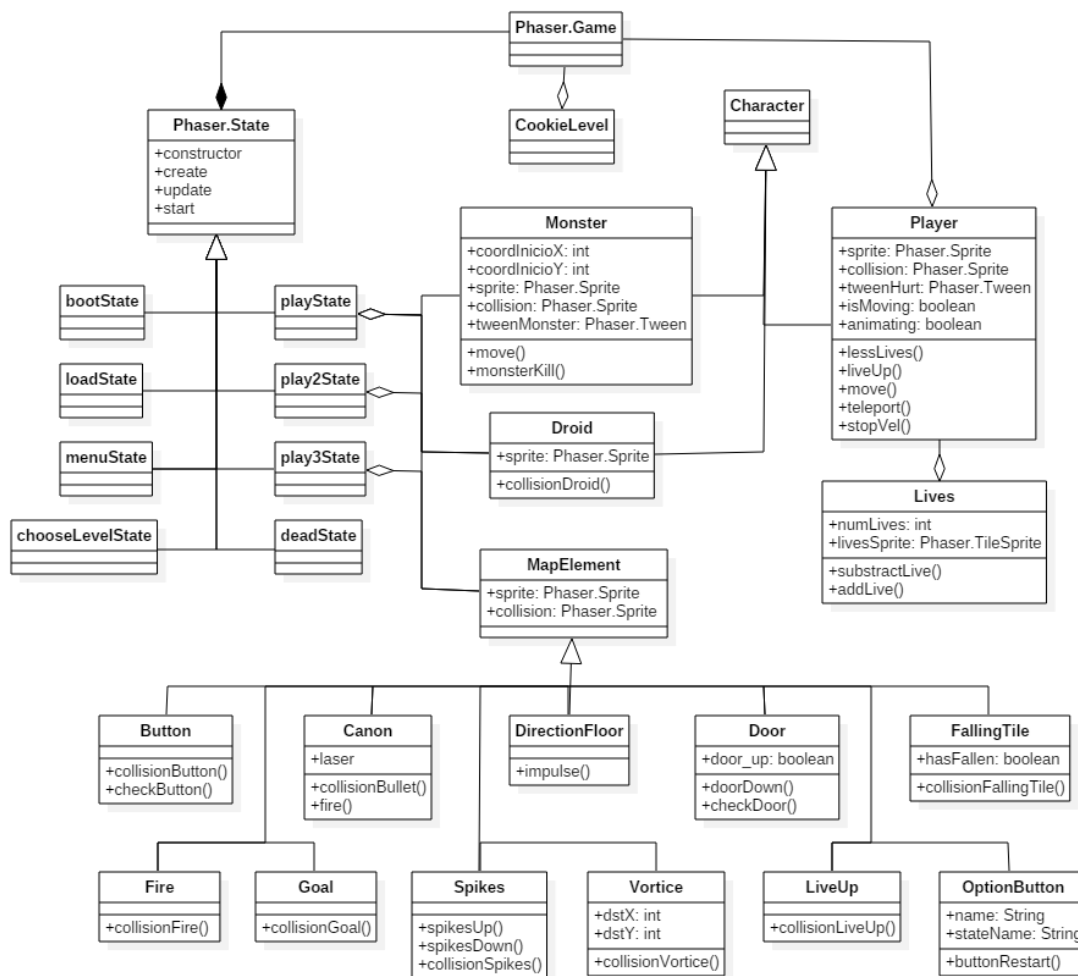 Phaser.Game
Phaser.State
+constructor
+create
+update
+start
CookieLevel
Character
Monster
+coordInicioX: int
+coordInicioY: int
+sprite: Phaser.Sprite
+collision: Phaser.Sprite
+tweenMonster: Phaser.Tween
+move()
+monsterKill()
Player
+sprite: Phaser.Sprite
+collision: Phaser.Sprite
+tweenHurt: Phaser.Tween
+isMoving: boolean
+animating: boolean
+lessLives()
+liveUp()
+move()
+teleport()
+stopVel()
bootState
playState
loadState
play2State
menuState
play3State
chooseLevelState
deadState
Droid
+sprite: Phaser.Sprite
+collisionDroid()
Lives
+numLives: int
+livesSprite: Phaser.TileSprite
+substractLive()
+addLive()
MapElement
+sprite: Phaser.Sprite
+collision: Phaser.Sprite
Button
+collisionButton()
+checkButton()
Canon
+laser
+collisionBullet()
+fire()
DirectionFloor
+impulse()
Door
+door_up: boolean
+doorDown()
+checkDoor()
FallingTile
+hasFallen: boolean
+collisionFallingTile()
Fire
+collisionFire()
Goal
+collisionGoal()
Spikes
+spikesUp()
+spikesDown()
+collisionSpikes()
Vortice
+dstX: int
+dstY: int
+collisionVortice()
LiveUp
+collisionLiveUp()
OptionButton
+name: String
+stateName: String
+buttonRestart()